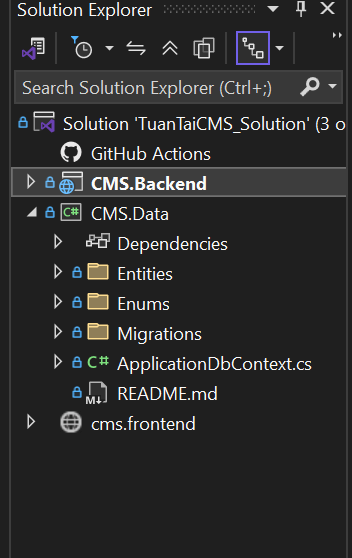 Solution Explorer
Search Solution Explorer (Ctrl+;)
Solution 'TuanTaiCMS_Solution' (3 o
GitHub Actions
CMS.Backend
C# CMS.Data
Dependencies
Entities
Enums
Migrations
C# ApplicationDbContext.cs
M↓ README.md
cms.frontend